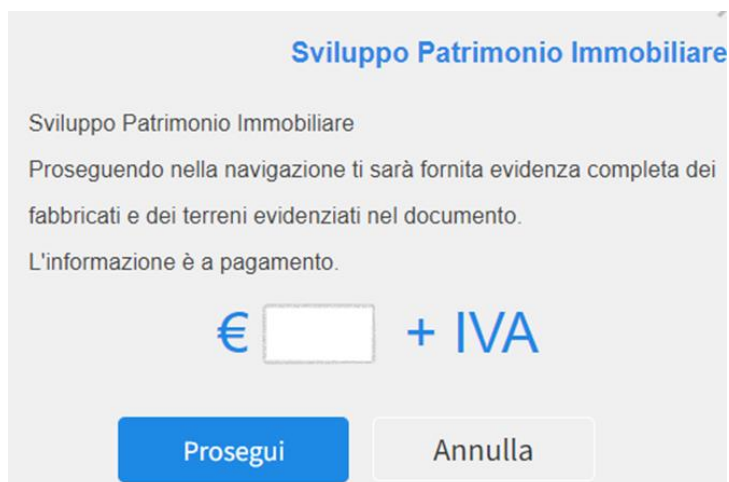 Sviluppo Patrimonio Immobiliare
Sviluppo Patrimonio Immobiliare
Proseguendo nella navigazione ti sarà fornita evidenza completa dei
fabbricati e dei terreni evidenziati nel documento.
L'informazione è a pagamento.
€ + IVA
Prosegui Annulla